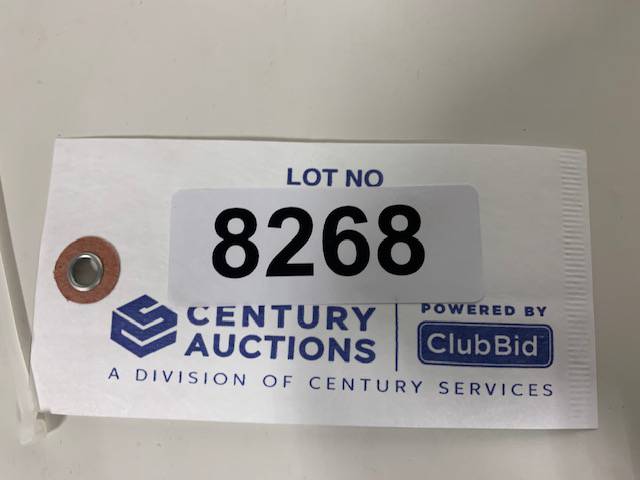 LOT NO
8268
CENTURY
AUCTIONS
POWERED BY
ClubBid
A DIVISION OF CENTURY SERVICES